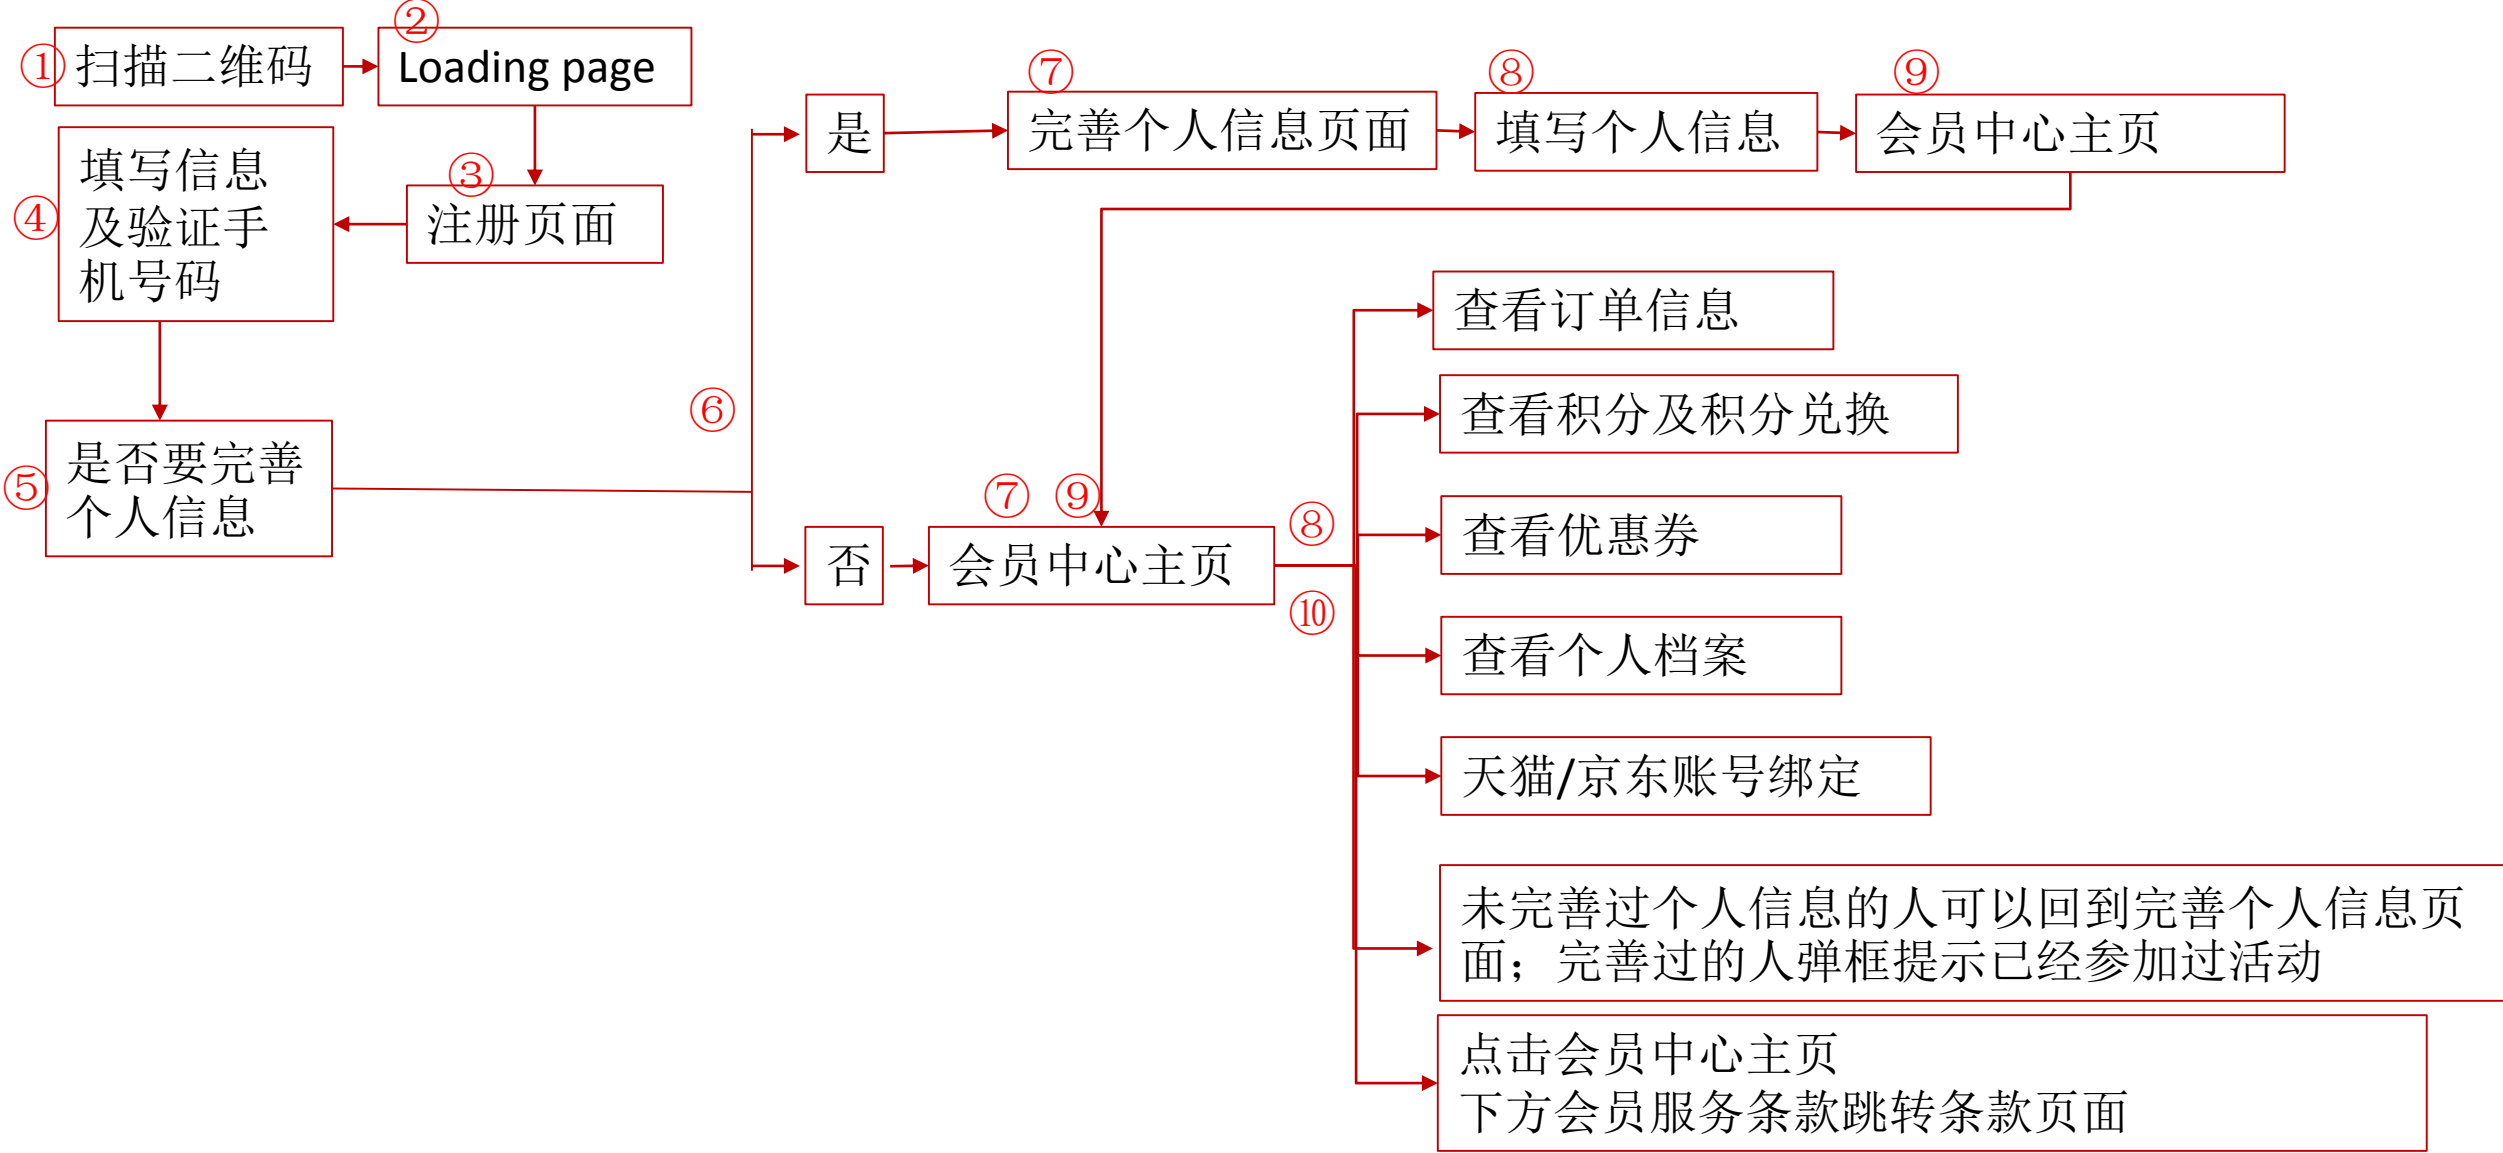 ①
扫描二维码
②
Loading page
③
注册页面
④
填写信息
及验证手
机号码
⑤
是否要完善
个人信息
⑥
是
⑦
完善个人信息页面
⑧
填写个人信息
⑨
会员中心主页
否
⑦
⑨
会员中心主页
⑧
⑩
查看订单信息
查看积分及积分兑换
查看优惠券
查看个人档案
天猫/京东账号绑定
未完善过个人信息的人可以回到完善个人信息页
面；完善过的人弹框提示已经参加过活动
点击会员中心主页
下方会员服务条款跳转条款页面